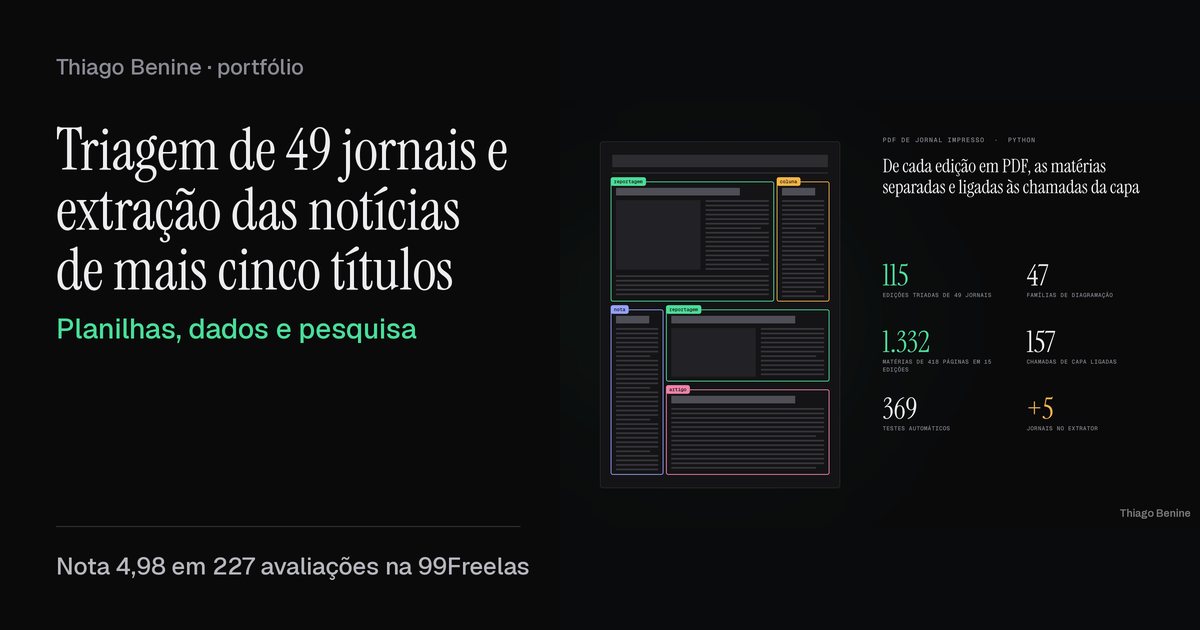 Thiago Benine · portfólio
Triagem de 49 jornais e
extração das notícias
de mais cinco títulos
Planilhas, dados e pesquisa
Nota 4,98 em 227 avaliações na 99Freelas
reportagem
coluna
nota
reportagem
artigo
PDF DE JORNAL IMPRESSO · PYTHON
De cada edição em PDF, as matérias
separadas e ligadas às chamadas da capa
115
EDIÇÕES TRIADAS DE 49 JORNAIS
47
FAMÍLIAS DE DIAGRAMAÇÃO
1.332
MATÉRIAS DE 418 PÁGINAS EM 15
EDIÇÕES
157
CHAMADAS DE CAPA LIGADAS
369
TESTES AUTOMÁTICOS
+5
JORNAIS NO EXTRATOR
Thiago Benine